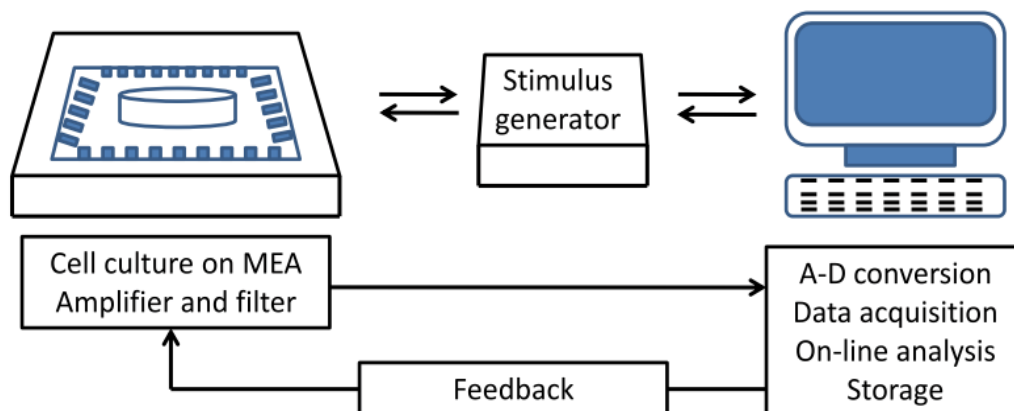 Stimulus
generator
Cell culture on MEA
Amplifier and filter
A-D conversion
Data acquisition
On-line analysis
Storage
Feedback